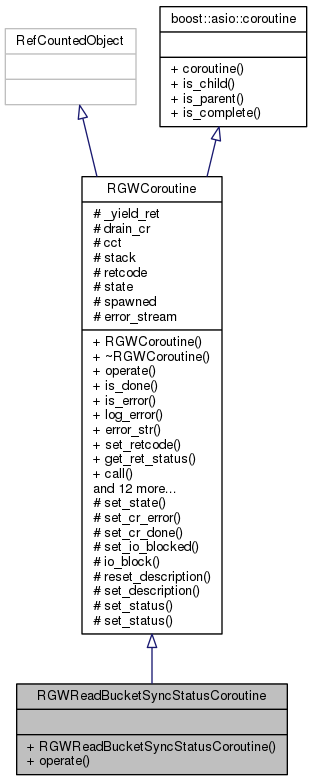 RefCountedObject
boost::asio::coroutine
+ coroutine()
+ is_child()
+ is_parent()
+ is_complete()
RGWCoroutine
# _yield_ret
# drain_cr
# cct
# stack
# retcode
# state
# spawned
# error_stream
+ RGWCoroutine()
+ ~RGWCoroutine()
+ operate()
+ is_done()
+ is_error()
+ log_error()
+ error_str()
+ set_retcode()
+ get_ret_status()
+ call()
and 12 more...
# set_state()
# set_cr_error()
# set_cr_done()
# set_io_blocked()
# io_block()
# reset_description()
# set_description()
# set_status()
# set_status()
RGWReadBucketSyncStatusCoroutine
+ RGWReadBucketSyncStatusCoroutine()
+ operate()